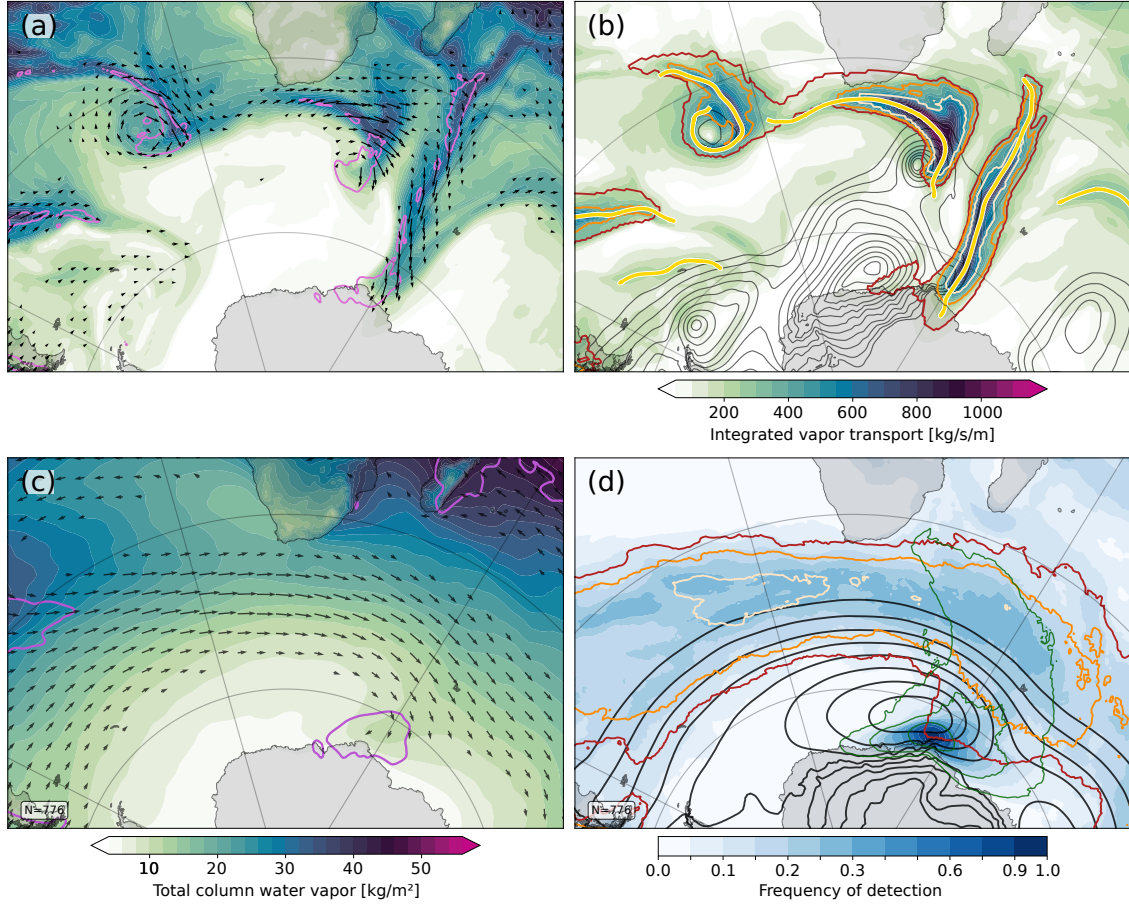 (a)
(b)
200 400 600 800 1000
Integrated vapor transport [kg/s/m]
(c)
(d)
N=776
N=776
10 20 30 40 50
Total column water vapor [kg/m²]
0.0 0.1 0.2 0.3 0.6 0.9 1.0
Frequency of detection